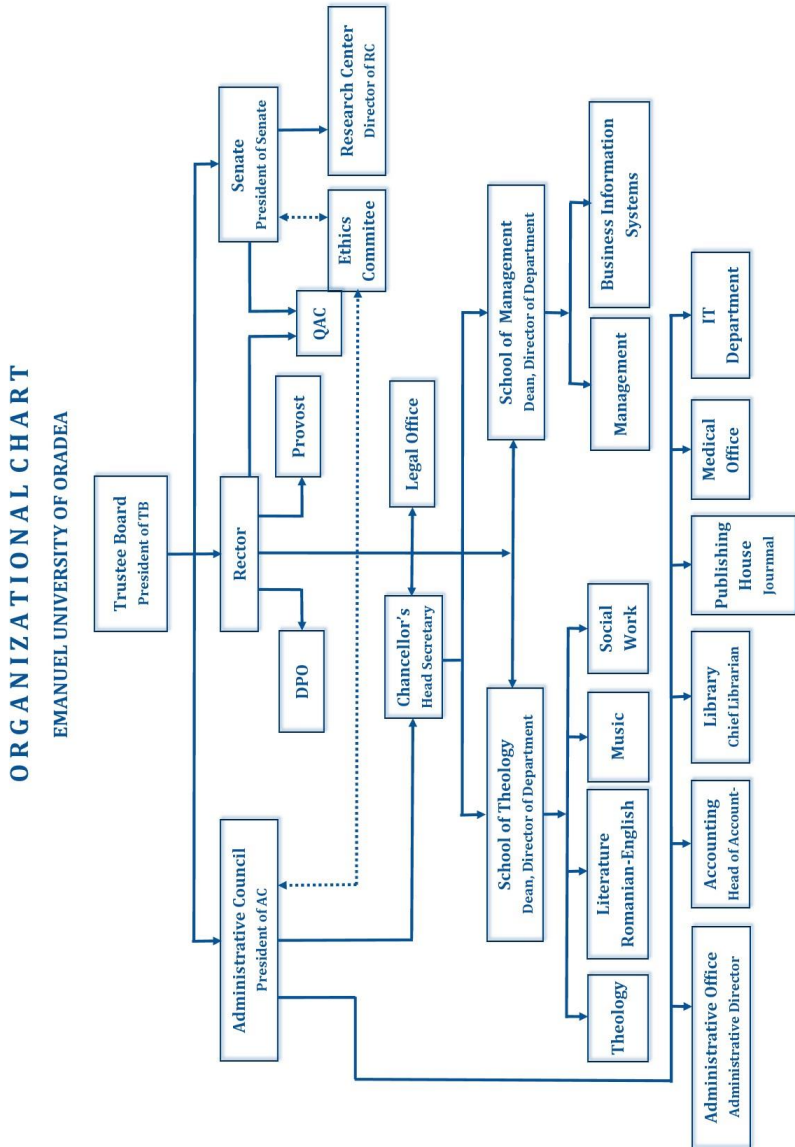 ORGANIZATIONAL CHART
EMANUEL UNIVERSITY OF ORADEA
Trustee Board
President of TB
Administrative Council
President of AC
Rector
Senate
President of Senate
DPO
Provost
QAC
Ethics
Commitee
Research Center
Director of RC
Chancellor's
Head Secretary
Legal Office
School of Theology
Dean, Director of Department
School of Management
Dean, Director of Department
Theology
Literature
Romanian-English
Music
Social
Work
Management
Business Information
Systems
Administrative Office
Administrative Director
Accounting
Head of Account-
Library
Chief Librarian
Publishing
House
Journnal
Medical
Office
IT
Department